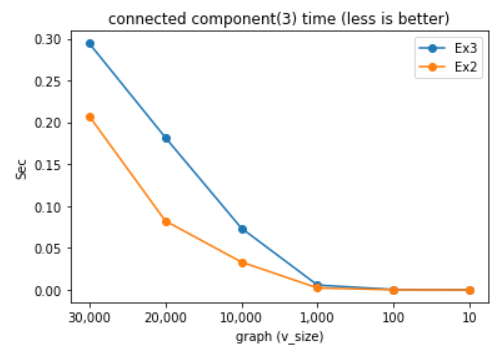 connected component(3) time (less is better)
Ex3
Ex2
0.30
0.25
0.20
0.15
0.10
0.05
0.00
Sec
30,000 20,000 10,000 1,000 100 10
graph (v_size)